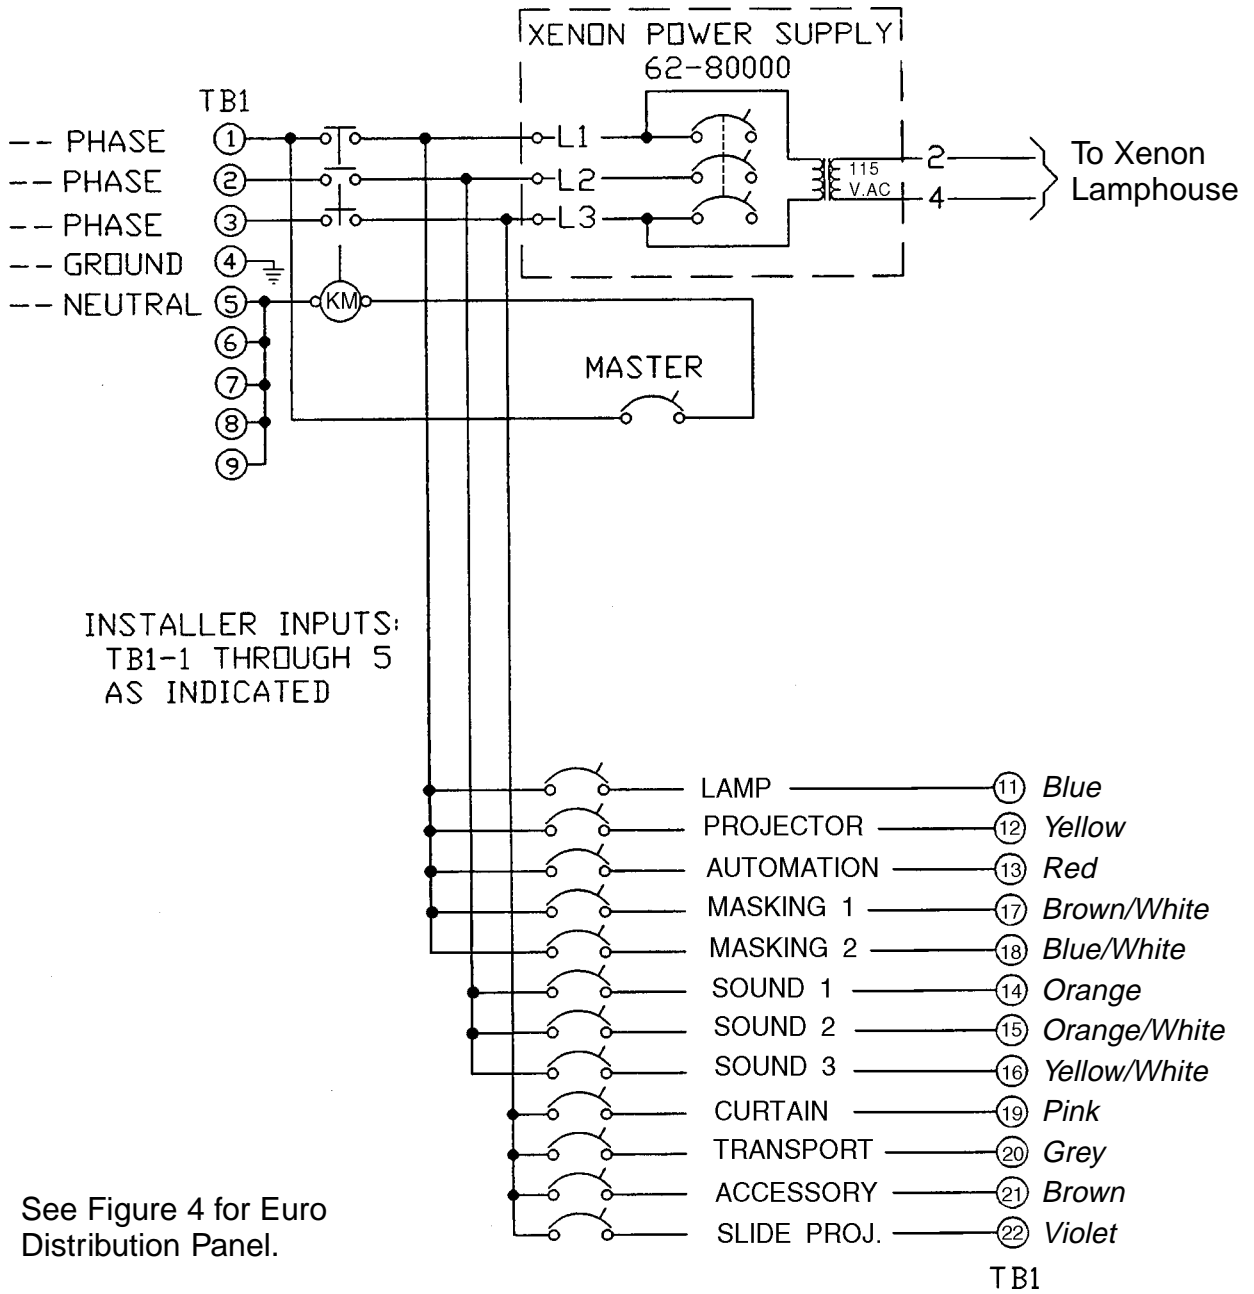 XENON POWER SUPPLY
62-80000
TB1
-- PHASE 1
L1
-- PHASE 2
L2
-- PHASE 3
L3
115
V.AC
2
4
To Xenon
Lamphouse
-- GROUND 4
-- NEUTRAL 5
KM
6
7
8
9
MASTER
INSTALLER INPUTS:
TB1-1 THROUGH 5
AS INDICATED
LAMP 11 Blue
PROJECTOR 12 Yellow
AUTOMATION 13 Red
MASKING 1 17 Brown/White
MASKING 2 18 Blue/White
SOUND 1 14 Orange
SOUND 2 15 Orange/White
SOUND 3 16 Yellow/White
CURTAIN 19 Pink
TRANSPORT 20 Grey
ACCESSORY 21 Brown
SLIDE PROJ. 22 Violet
TB1
See Figure 4 for Euro
Distribution Panel.